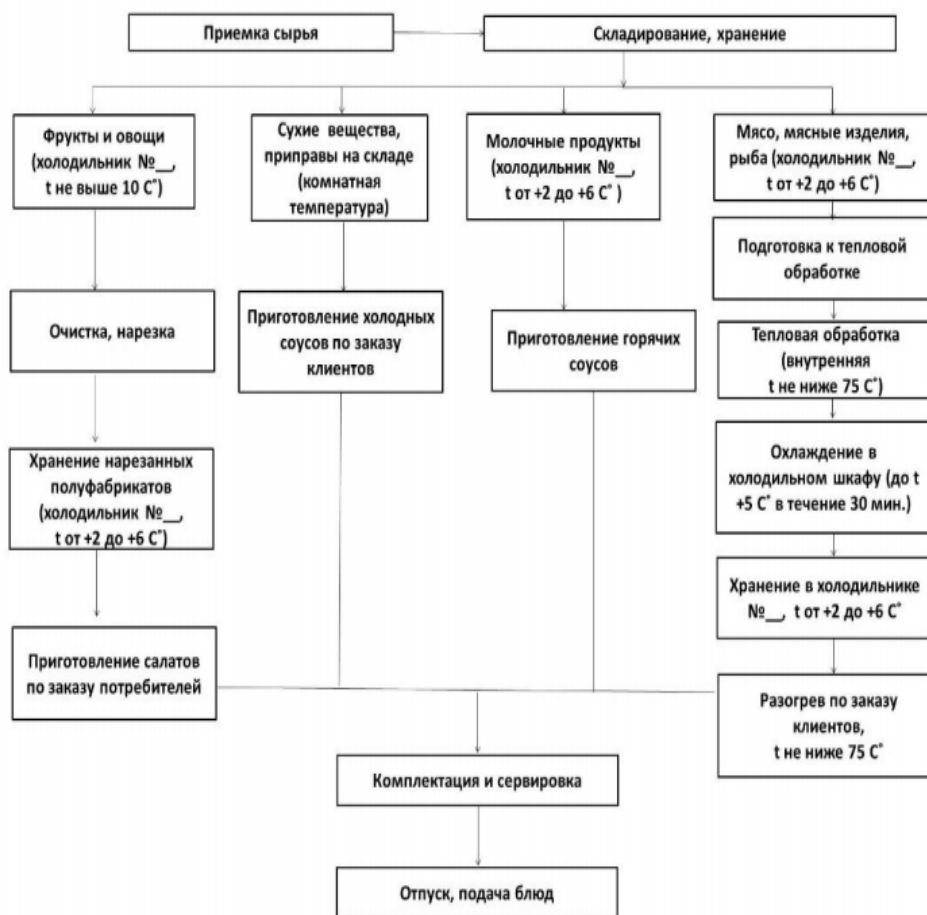 Приемка сырья
Складирование, хранение
Фрукты и овощи
(холодильник №__,
t не выше 10 С˚)
Сухие вещества,
приправы на складе
(комнатная
температура)
Молочные продукты
(холодильник №__,
t от +2 до +6 С˚ )
Мясо, мясные изделия,
рыба (холодильник №__,
t от +2 до +6 С˚)
Подготовка к тепловой
обработке
Очистка, нарезка
Приготовление холодных
соусов по заказу
клиентов
Приготовление горячих
соусов
Тепловая обработка
(внутренняя
t не ниже 75 С˚)
Хранение нарезанных
полуфабрикатов
(холодильник №__,
t от +2 до +6 С˚)
Охлаждение в
холодильном шкафу (до t
+5 С˚ в течение 30 мин.)
Хранение в холодильнике
№__, t от +2 до +6 С˚
Приготовление салатов
по заказу потребителей
Разогрев по заказу
клиентов,
t не ниже 75 С˚
Комплектация и сервировка
Отпуск, подача блюд